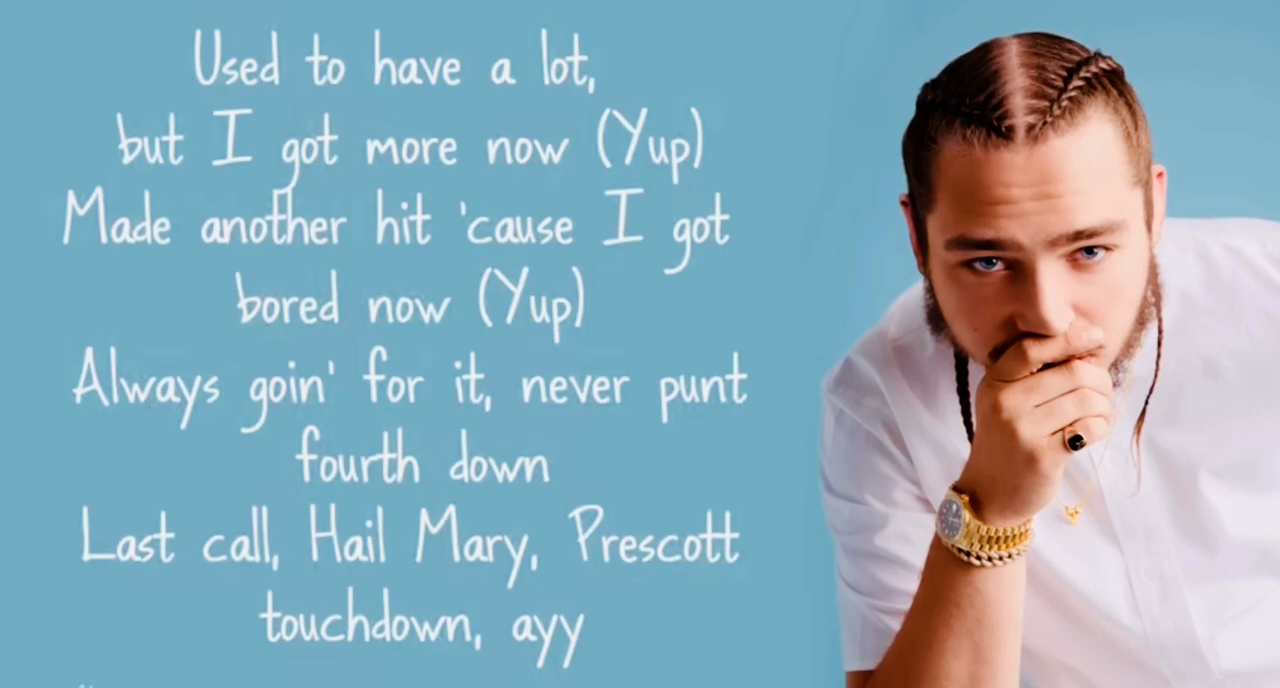 Used to have a lot,
but I got more now (Yup)
Made another hit 'cause I got
bored now (Yup)
Always goin' for it, never punt
fourth down
Last call, Hail Mary, Prescott
touchdown, ayy